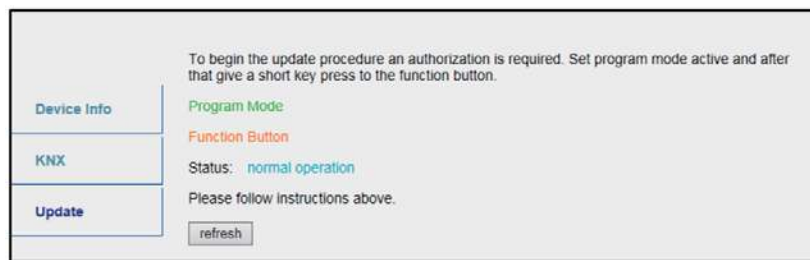 To begin the update procedure an authorization is required. Set program mode active and after
that give a short key press to the function button.
Device Info
Program Mode
Function Button
KNX
Status: normal operation
Please follow instructions above.
Update
refresh